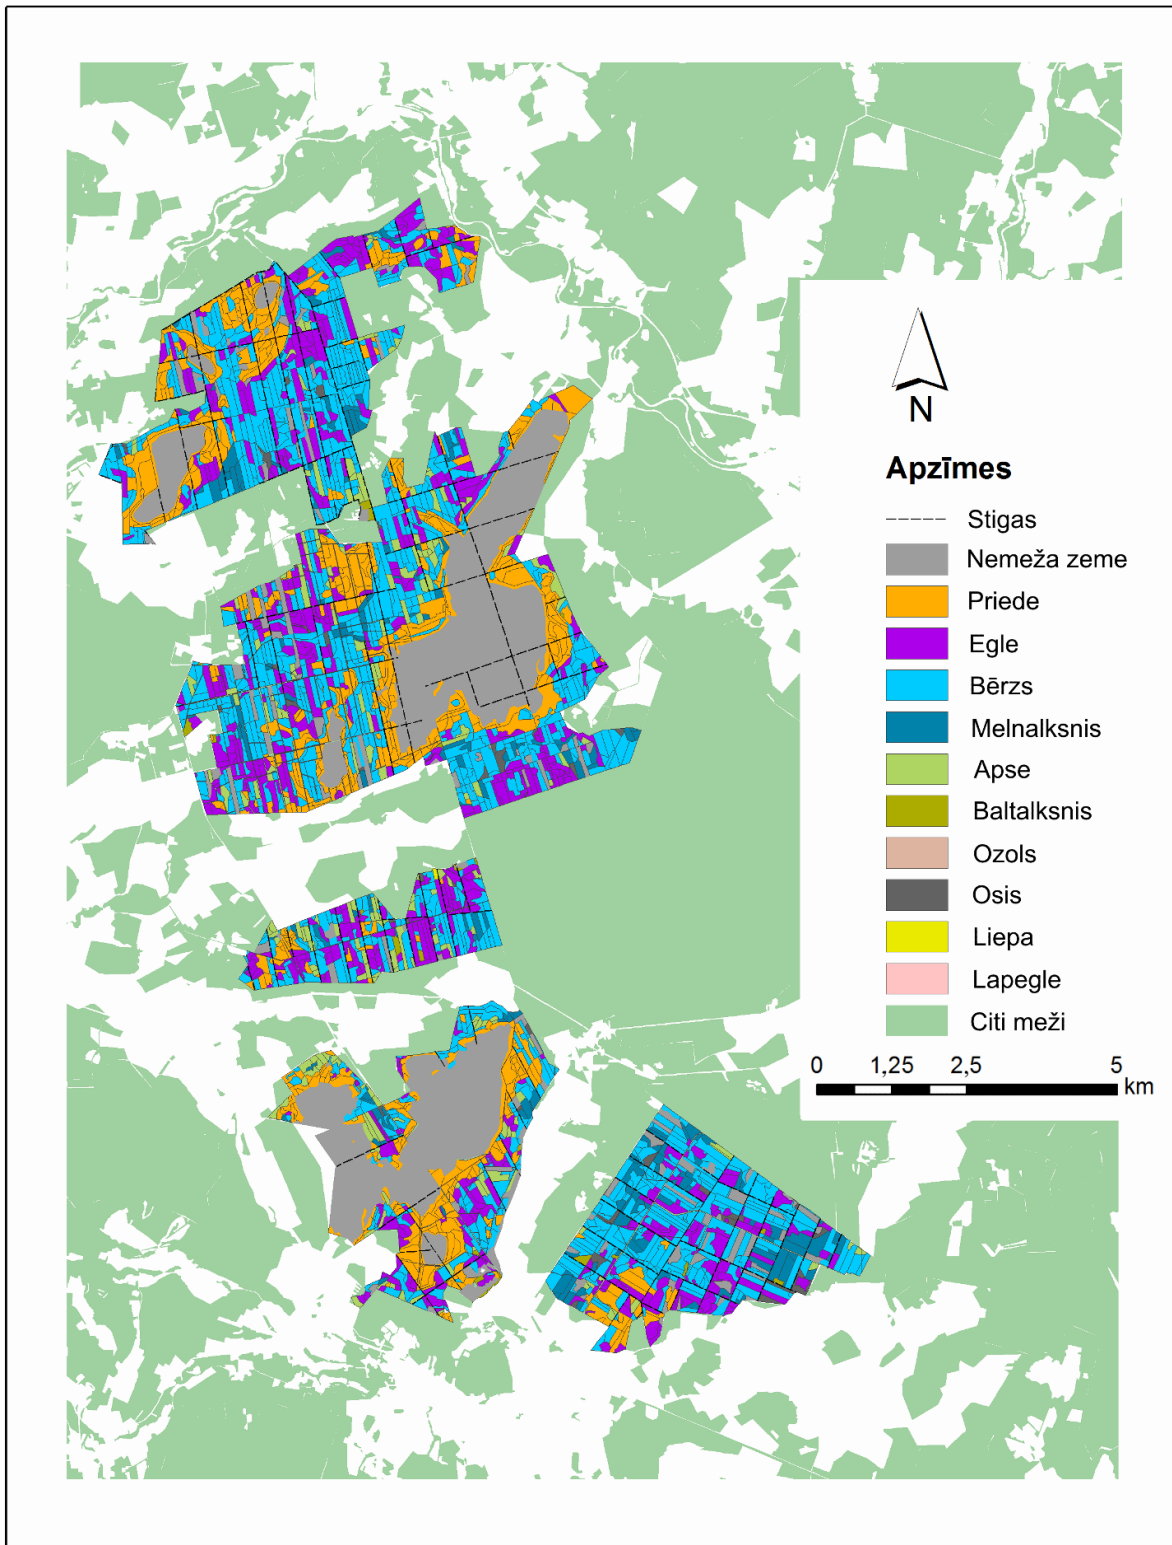 N
Apzīmes
Stigas
Nemeža zeme
Priede
Egle
Bērzs
Melnalksnis
Apse
Baltalksnis
Ozols
Osis
Liepa
Lapegle
Citi meži
0 1,25 2,5 5
km